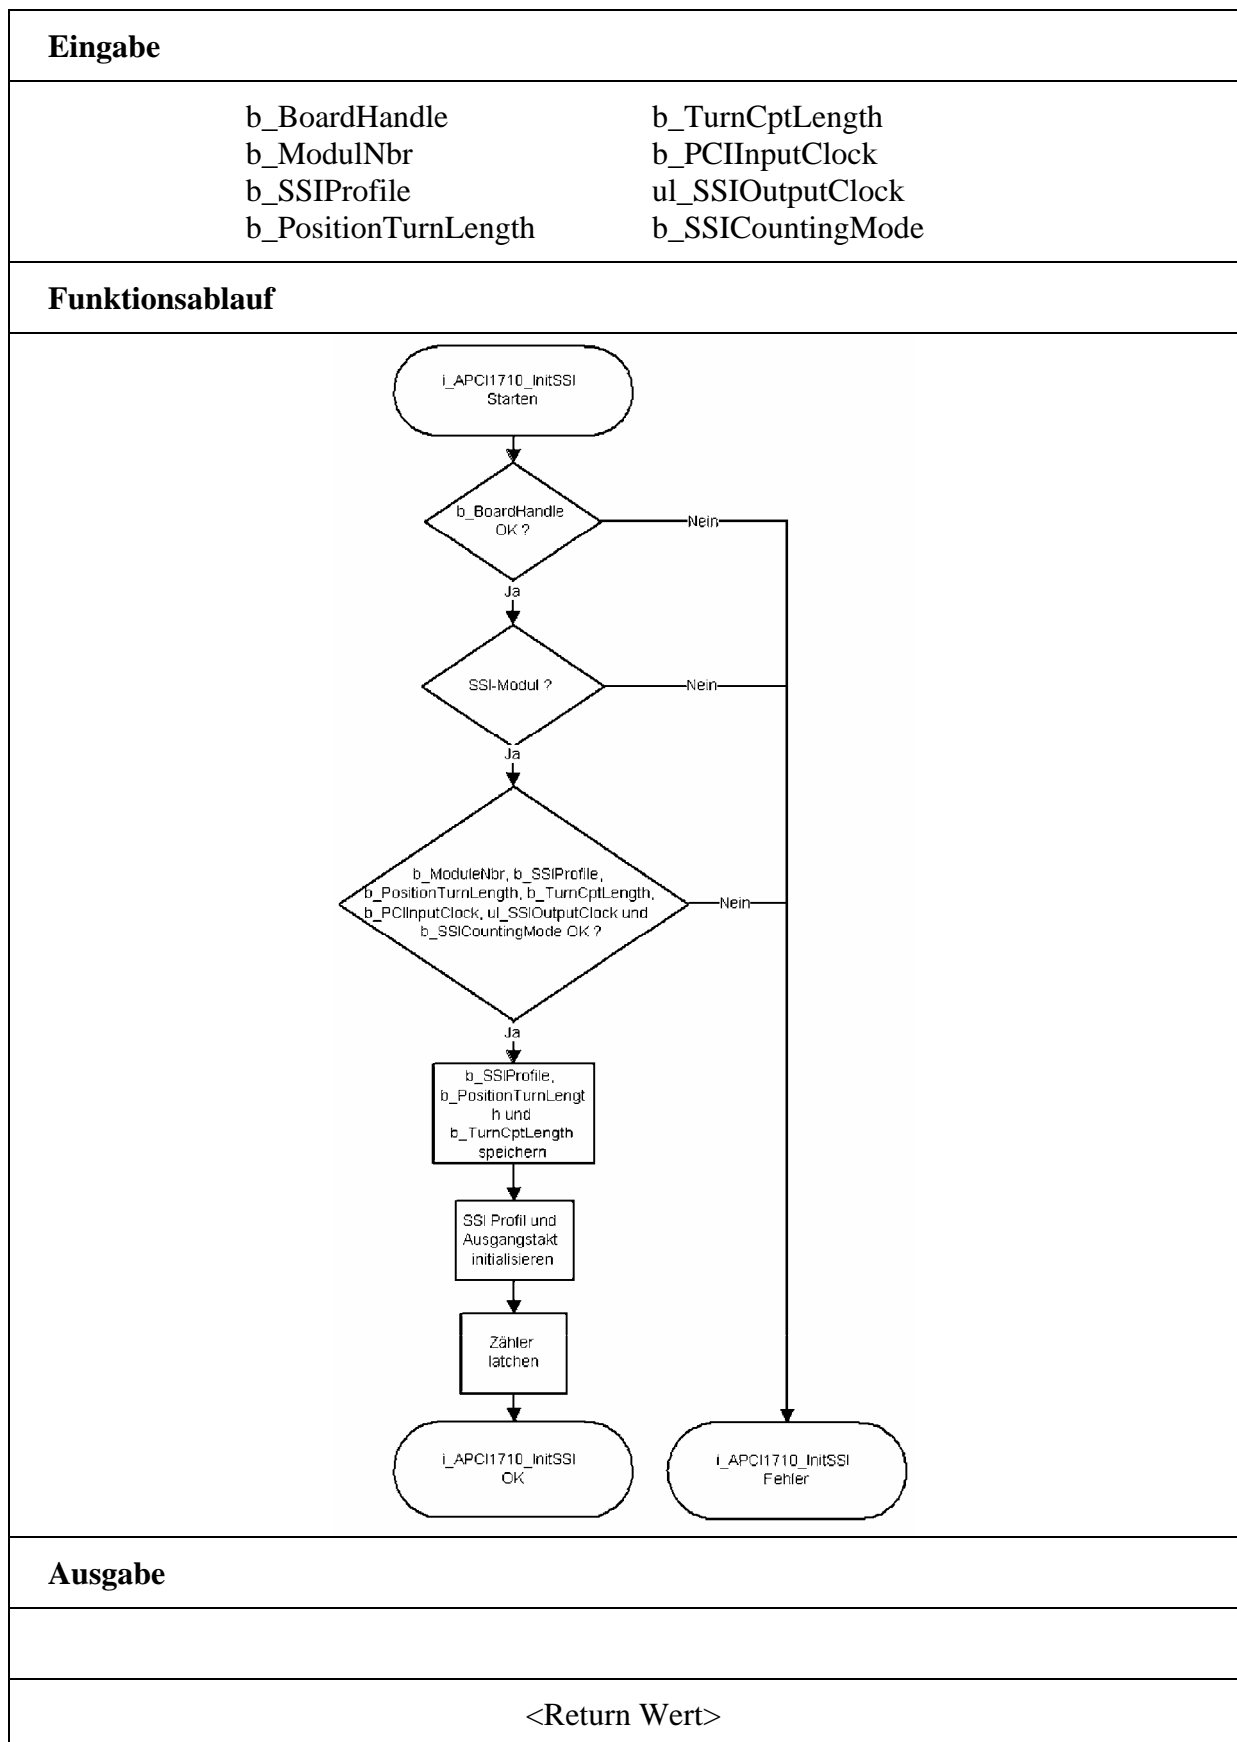 Eingabe
b_BoardHandle b_TurnCptLength
b_ModulNbr b_PCIInputClock
b_SSIProfile ul_SSIOutputClock
b_PositionTurnLength b_SSICountingMode
Funktionsablauf
i_APCI1710_InitSSI
Starten
b_BoardHandle
OK ?
Nein
Ja
SSI-Modul ?
Nein
Ja
b_ModuleNbr, b_SSIProfile,
b_PositionTurnLength, b_TurnCptLength,
b_PCIInputClock, ul_SSIOutputClock und
b_SSICountingMode OK ?
Nein
Ja
b_SSIProfile,
b_PositionTurnLengt
h und
b_TurnCptLength
speichern
SSI Profil und
Ausgangstakt
initialisieren
Zähler
latchen
i_APCI1710_InitSSI
OK
i_APCI1710_InitSSI
Fehler
Ausgabe
<Return Wert>